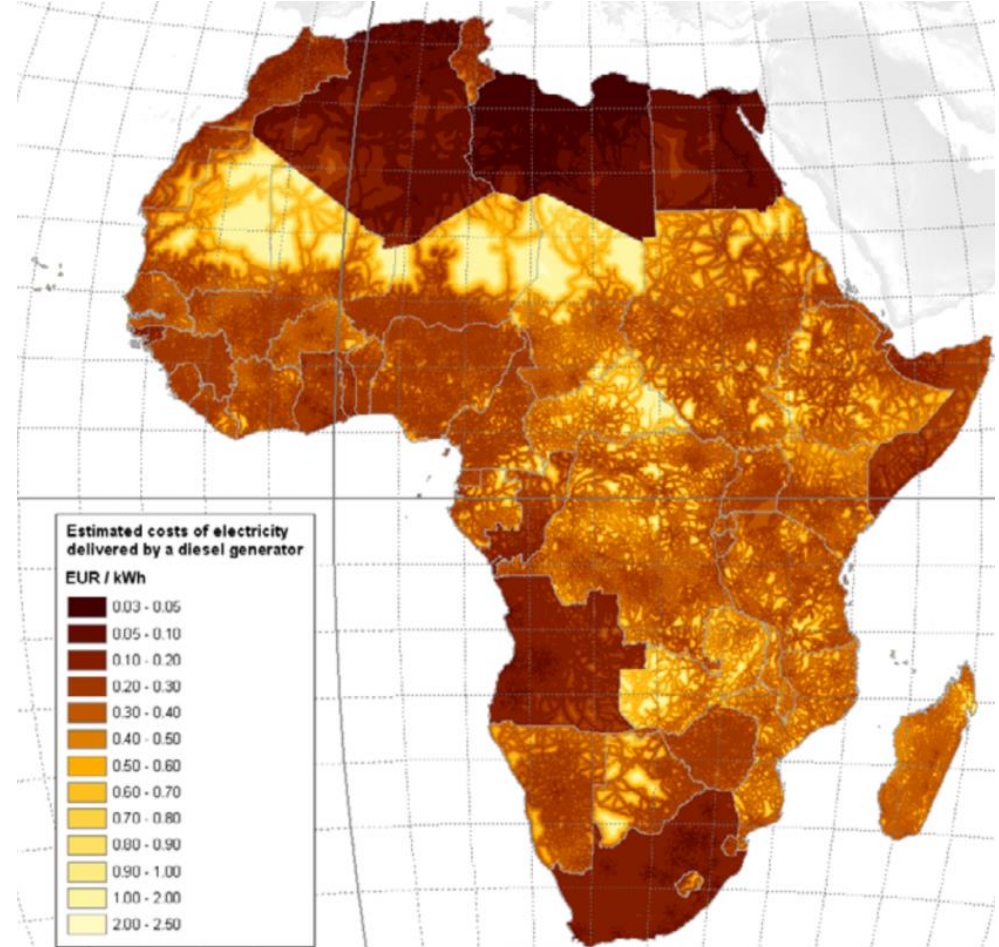 Estimated costs of electricity
delivered by a diesel generator
EUR / kWh
0.03 - 0.05
0.05 - 0.10
0.10 - 0.20
0.20 - 0.30
0.30 - 0.40
0.40 - 0.50
0.50 - 0.60
0.60 - 0.70
0.70 - 0.80
0.80 - 0.90
0.90 - 1.00
1.00 - 2.00
2.00 - 2.50